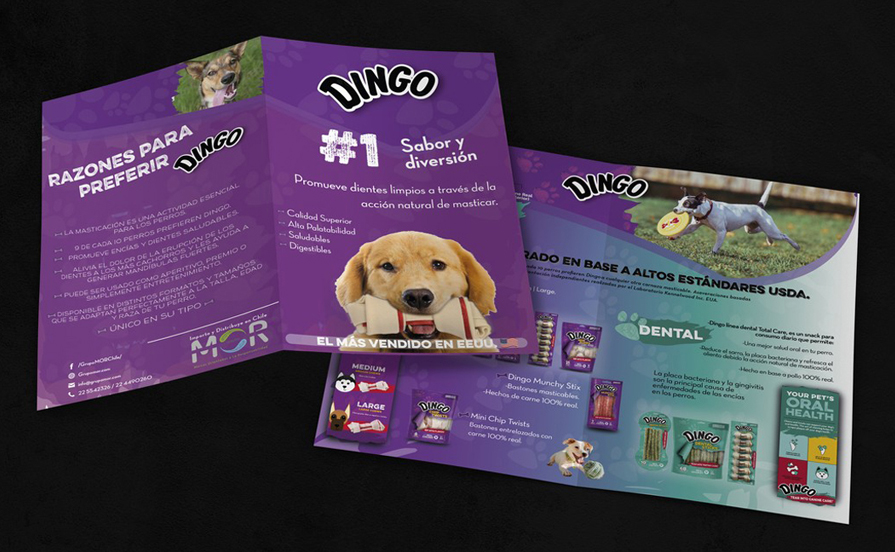 RAZONES PARA
PREFERIR DINGO
LA MASTICACIÓN ES UNA ACTIVIDAD ESENCIAL
PARA LOS PERROS.
9 DE CADA 10 PERROS PREFIEREN DINGO.
PROMUEVE ENCÍAS Y DIENTES SALUDABLES.
ALIVIA EL DOLOR DE LA ERUPCIÓN DE LOS
DIENTES A LOS MÁS CACHORROS Y LES AYUDA A
GENERAR MANDÍBULAS FUERTES.
PUEDE SER USADO COMO APERITIVO, PREMIO O
SIMPLEMENTE ENTRETENIMIENTO.
DISPONIBLE EN DISTINTOS FORMATOS Y TAMAÑOS,
QUE SE ADAPTAN PERFECTAMENTE A LA TALLA, EDAD
Y RAZA DE TU PERRO.
ÚNICO EN SU TIPO
Importa y Distribuye en Chile
MOR
/GrupoMORChile/
Grupomor.com
22 5542326 / 22 4490260
DINGO
#1 Sabor y
diversión
Promueve dientes limpios a través de la
acción natural de masticar.
Calidad Superior
Alta Palatabilidad
Saludables
Digestibles
EL MÁS VENDIDO EN EEUU.
DINGO
RADO EN BASE A ALTOS ESTÁNDARES USDA.
Large.
DENTAL
-Dingo línea dental Total Care, es un snack para
consumo diario que permite:
-Una mejor salud oral en tu perro.
-Reduce el sarro, la placa bacteriana y refresca el
aliento debido a la acción natural del masticado.
-Hecho en base a pollo 100% real.
La placa bacteriana y la gingivitis
son la principal causa de
enfermedades de las encías
en los perros.
MEDIUM
LARGE
Dingo Munchy Stix
-Bastones masticables.
-Hechos de carne 100% real.
Mini Chip Twists
Bastones entrelazados con
carne 100% real.
DINGO
TWISTS
DINGO
YOUR PET'S
ORAL
HEALTH
DINGO